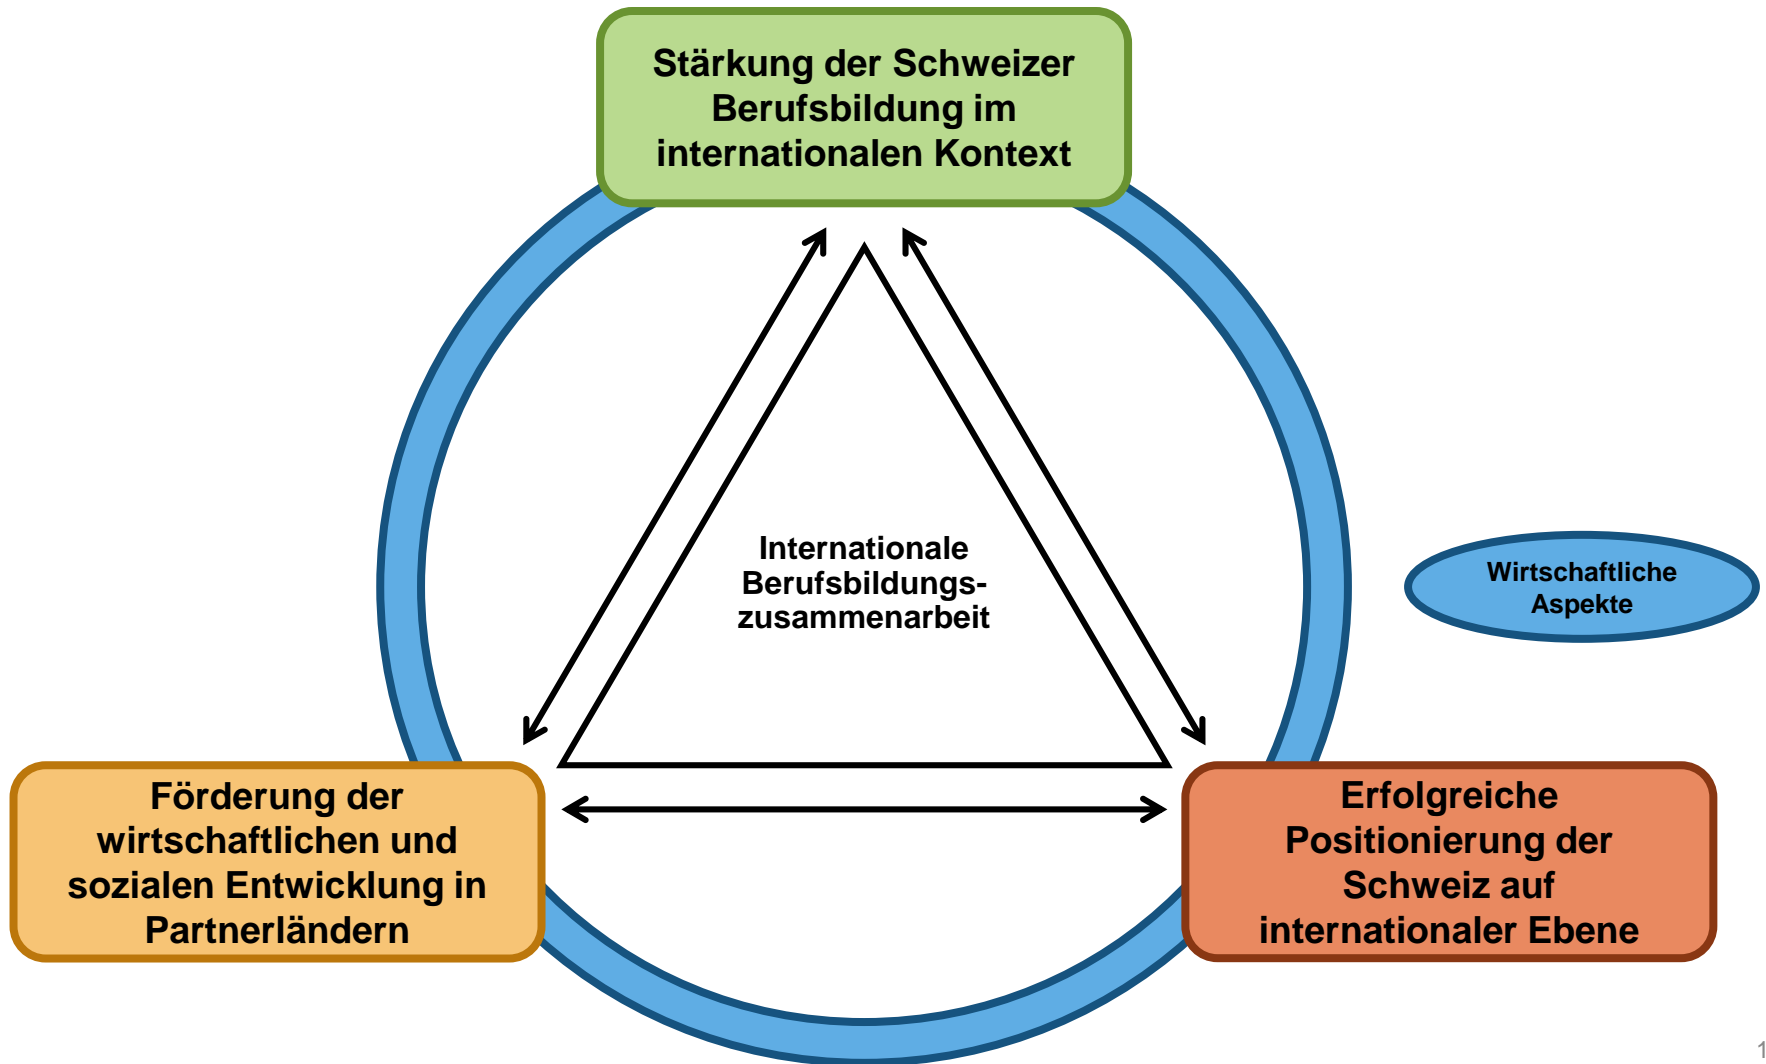 Stärkung der Schweizer
Berufsbildung im
internationalen Kontext
Internationale
Berufsbildungs-
zusammenarbeit
Wirtschaftliche
Aspekte
Förderung der
wirtschaftlichen und
sozialen Entwicklung in
Partnerländern
Erfolgreiche
Positionierung der
Schweiz auf
internationaler Ebene
1